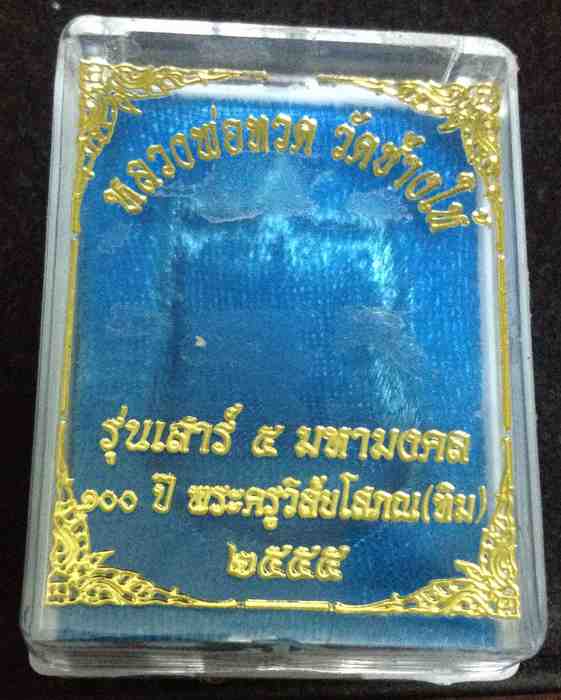 หลวงพ่อทวด วัดช้างให้
รุ่นเสาร์ ๕ มหามงคล
๑๐๐ ปี พระครูวิสัยโสภณ(ทิม)
๒๕๕๕